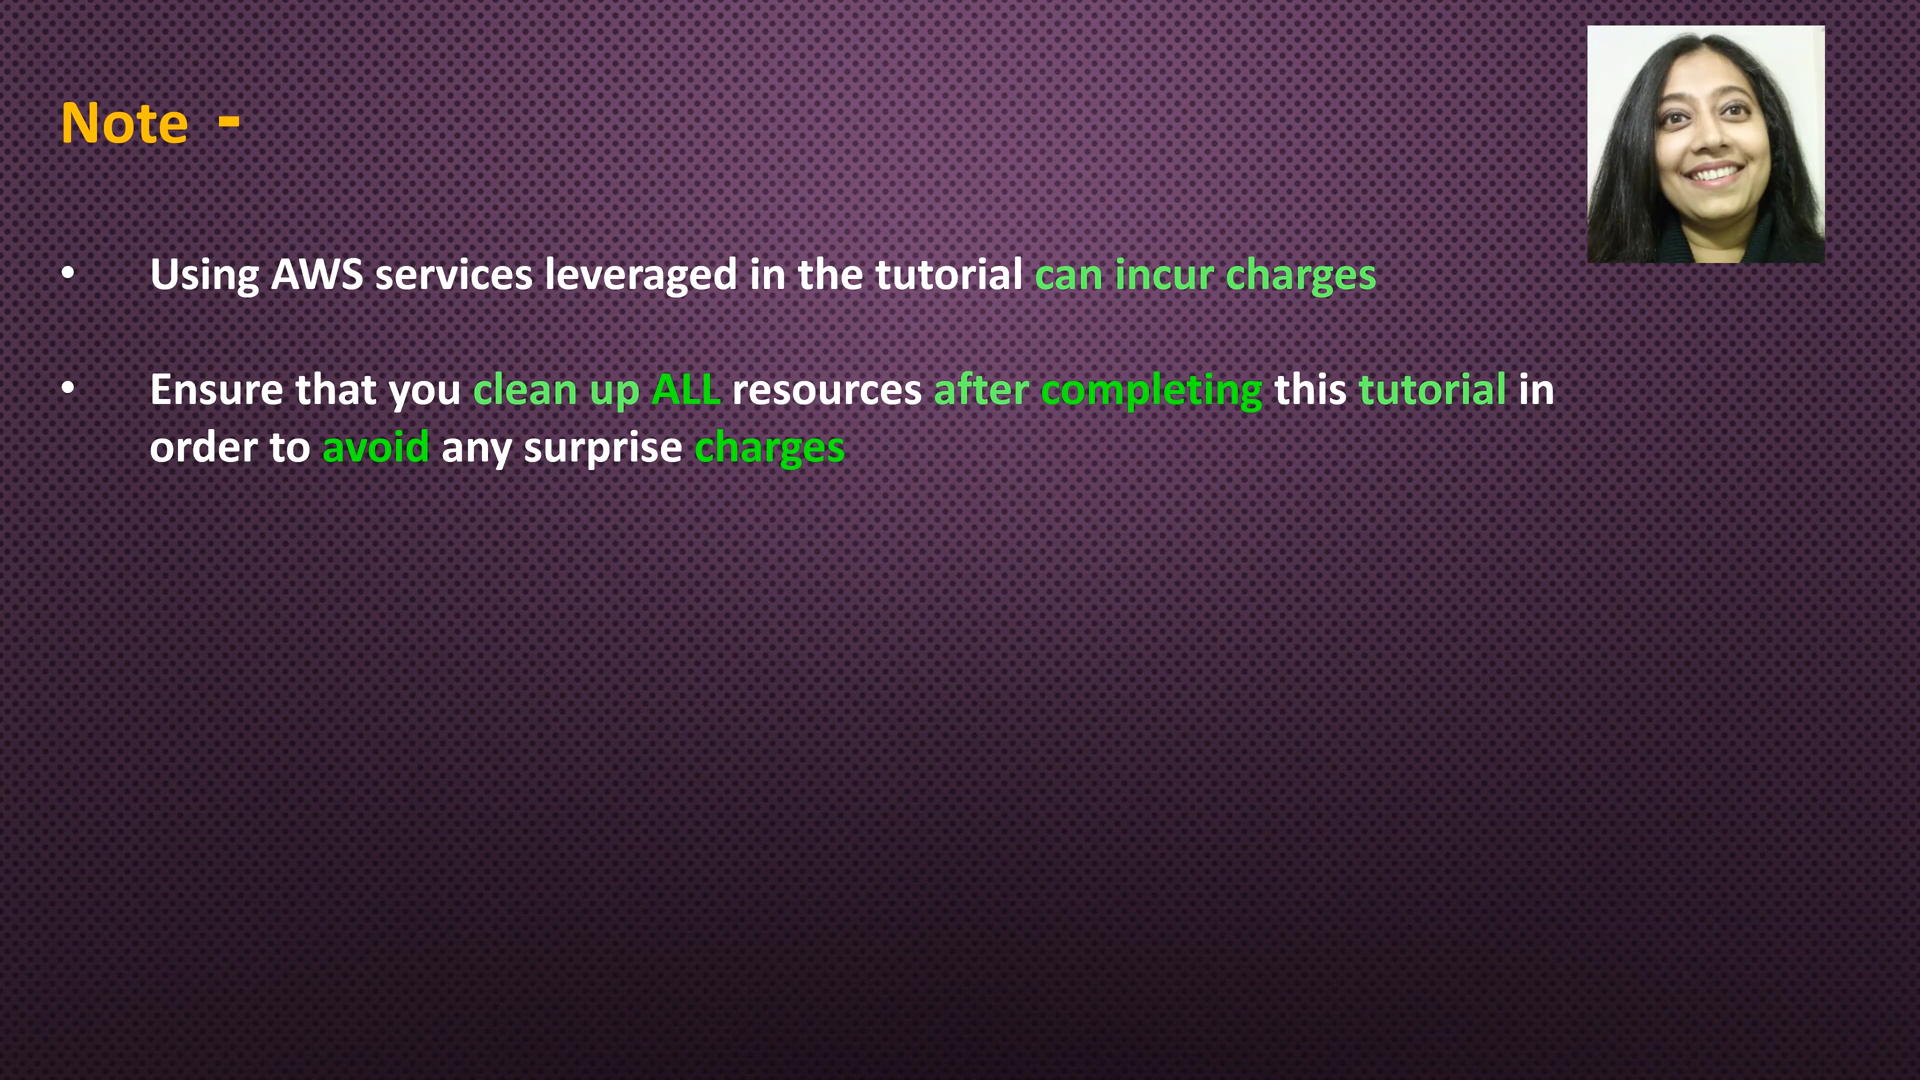 Note -
• Using AWS services leveraged in the tutorial can incur charges
• Ensure that you clean up ALL resources after completing this tutorial in
order to avoid any surprise charges